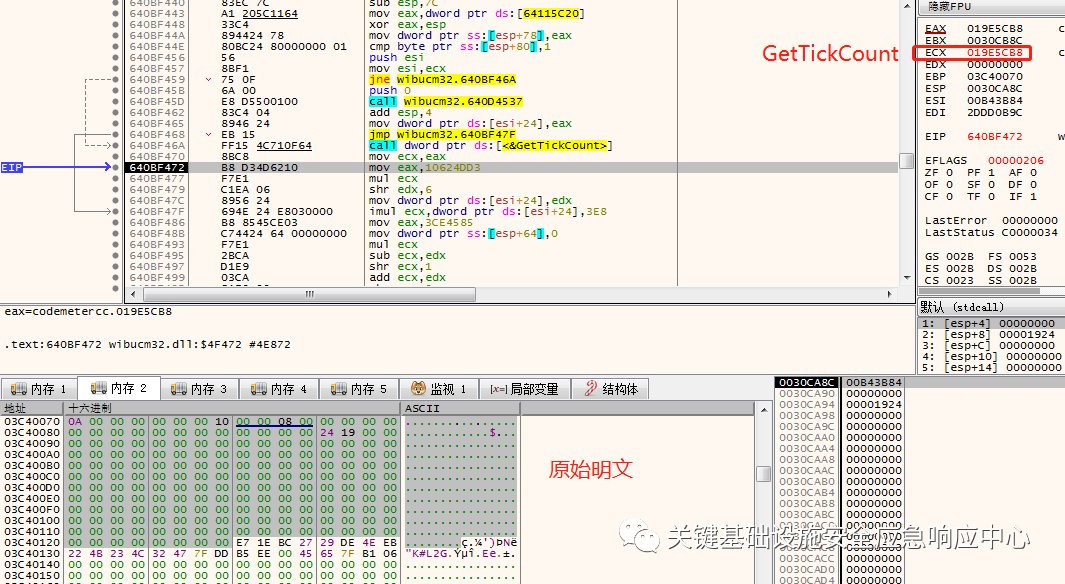 640BF440 83EC 7C sub esp,7C
640BF443 A1 205C1164 mov eax,dword ptr ds:[64115C20]
640BF448 33C4 xor eax,esp
640BF44A 894424 78 mov dword ptr ss:[esp+78],eax
640BF44E 80BC24 80000000 01 cmp byte ptr ss:[esp+80],1
640BF456 56 push esi
640BF457 8BF1 mov esi,ecx
640BF459 75 0F jne wibucm32.640BF46A
640BF45B 6A 00 push 0
640BF45D E8 D5500100 call wibucm32.640D4537
640BF462 83C4 04 add esp,4
640BF465 8946 24 mov dword ptr ds:[esi+24],eax
640BF468 EB 15 jmp wibucm32.640BF47F
640BF46A FF15 4C710F64 call dword ptr ds:[<&GetTickCount>]
640BF470 8BC8 mov ecx,eax
EIP 640BF472 B8 D34D6210 mov eax,10624DD3
640BF477 F7E1 mul ecx
640BF479 C1EA 06 shr edx,6
640BF47C 8956 24 mov dword ptr ds:[esi+24],edx
640BF47F 694E 24 E8030000 imul ecx,dword ptr ds:[esi+24],3E8
640BF486 B8 8545CE03 mov eax,3CE4585
640BF48B C74424 64 00000000 mov dword ptr ss:[esp+64],0
640BF493 F7E1 mul ecx
640BF495 2BCA sub ecx,edx
640BF497 D1E9 shr ecx,1
640BF499 03CA add ecx,edx
GetTickCount
隐藏FPU
EAX 019E5CB8 c
EBX 0030CB8C
ECX 019E5CB8 c
EDX 00000000
EBP 03C40070
ESP 0030CA8C
ESI 00B43B84
EDI 2DDD0B9C
EIP 640BF472 w
EFLAGS 00000206
ZF 0 PF 1 AF 0
OF 0 SF 0 DF 0
CF 0 TF 0 IF 1
LastError 00000000
LastStatus C0000034
GS 002B FS 0053
ES 002B DS 002B
CS 0023 SS 002B
eax=codemetercc.019E5CB8
.text:640BF472 wibucm32.dll:$4F472 #4E872
默认 (stdcall)
1: [esp+4] 00000000
2: [esp+8] 00001924
3: [esp+C] 00000000
4: [esp+10] 00000000
5: [esp+14] 00000000
内存 1 内存 2 内存 3 内存 4 内存 5 监视 1 [x=] 局部变量 结构体
地址 十六进制 ASCII
03C40070 0A 00 00 00 00 00 00 10 00 00 08 00 00 00 00 00
03C40080 00 00 00 00 00 00 00 00 00 00 00 00 24 19 00 00 ............$...
03C40090 00 00 00 00 00 00 00 00 00 00 00 00 00 00 00 00 ................
03C400A0 00 00 00 00 00 00 00 00 00 00 00 00 00 00 00 00 ................
03C400B0 00 00 00 00 00 00 00 00 00 00 00 00 00 00 00 00 ................
03C400C0 00 00 00 00 00 00 00 00 00 00 00 00 00 00 00 00 ................
03C400D0 00 00 00 00 00 00 00 00 00 00 00 00 00 00 00 00 ................
03C400E0 00 00 00 00 00 00 00 00 00 00 00 00 00 00 00 00 ................
03C400F0 00 00 00 00 00 00 00 00 00 00 00 00 00 00 00 00 ................
03C40100 00 00 00 00 00 00 00 00 00 00 00 00 00 00 00 00 ................
03C40110 00 00 00 00 00 00 00 00 00 00 00 00 00 00 00 00 ................
03C40120 00 00 00 00 00 00 00 00 E7 1E BC 27 29 DE 4E EB ........ç.¼')ÞNë
03C40130 22 4B 23 4C 32 47 7F DD B5 EE 00 45 65 7F B1 06 "K#L2G.Ýµî.Ee.±.
03C40140 00 00 00 00 00 00 00 00 00 00 00 00 00 00 00 00
03C40150 00 00 00 00 00 00 00 00 00 00 00 00 00 00 00 00
原始明文
0030CA8C 00B43B84
0030CA90 00000000
0030CA94 00001924
0030CA98 00000000
0030CA9C 00000000
0030CAA0 00000000
0030CAA4 00000000
0030CAA8 00000000
0030CAAC 00000000
0030CAB0 00000000
0030CAB4 00000000
0030CAB8 00000000
0030CABC 00000000
0030CAC0 00000000
0030CACC 00000000
0030CAD0 00000000
0030CAD4 00000000
关键基础设施安全应急响应中心